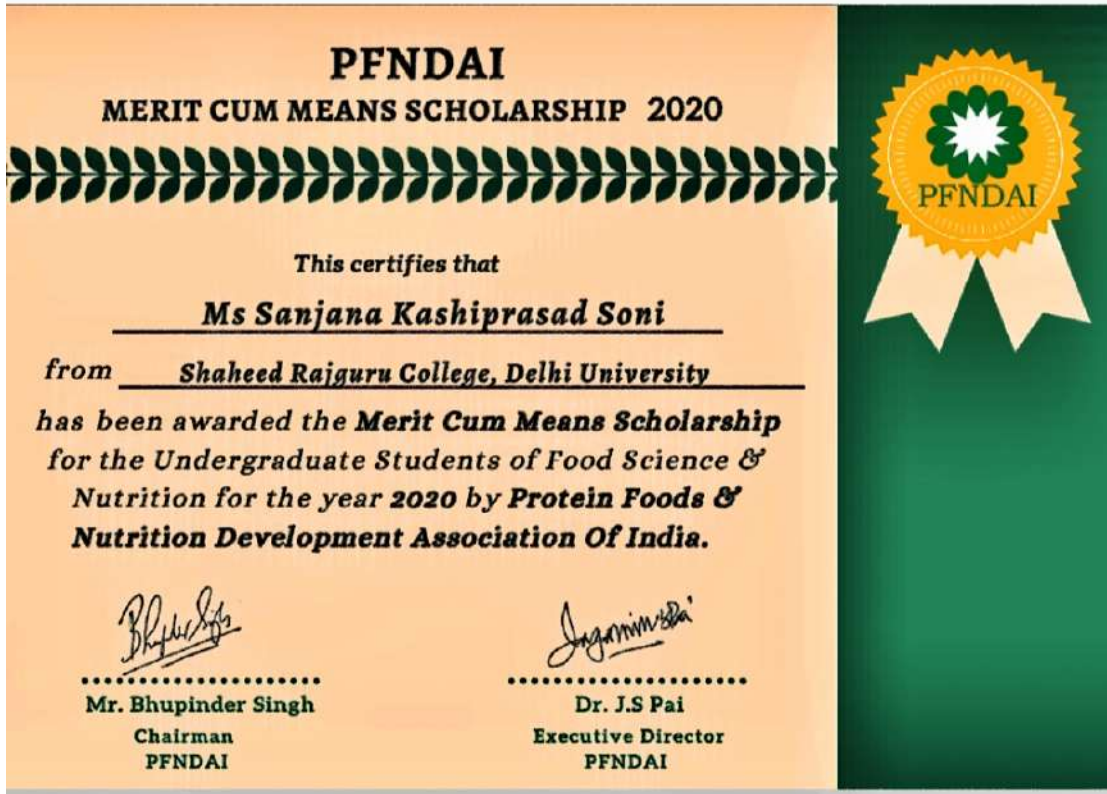 PFNDAI
MERIT CUM MEANS SCHOLARSHIP 2020
PFNDAI
This certifies that
Ms Sanjana Kashiprasad Soni
from Shaheed Rajguru College, Delhi University
has been awarded the Merit Cum Means Scholarship
for the Undergraduate Students of Food Science &
Nutrition for the year 2020 by Protein Foods &
Nutrition Development Association Of India.
Bhupinder Singh
Mr. Bhupinder Singh
Chairman
PFNDAI
Dr. J.S Pai
Executive Director
PFNDAI